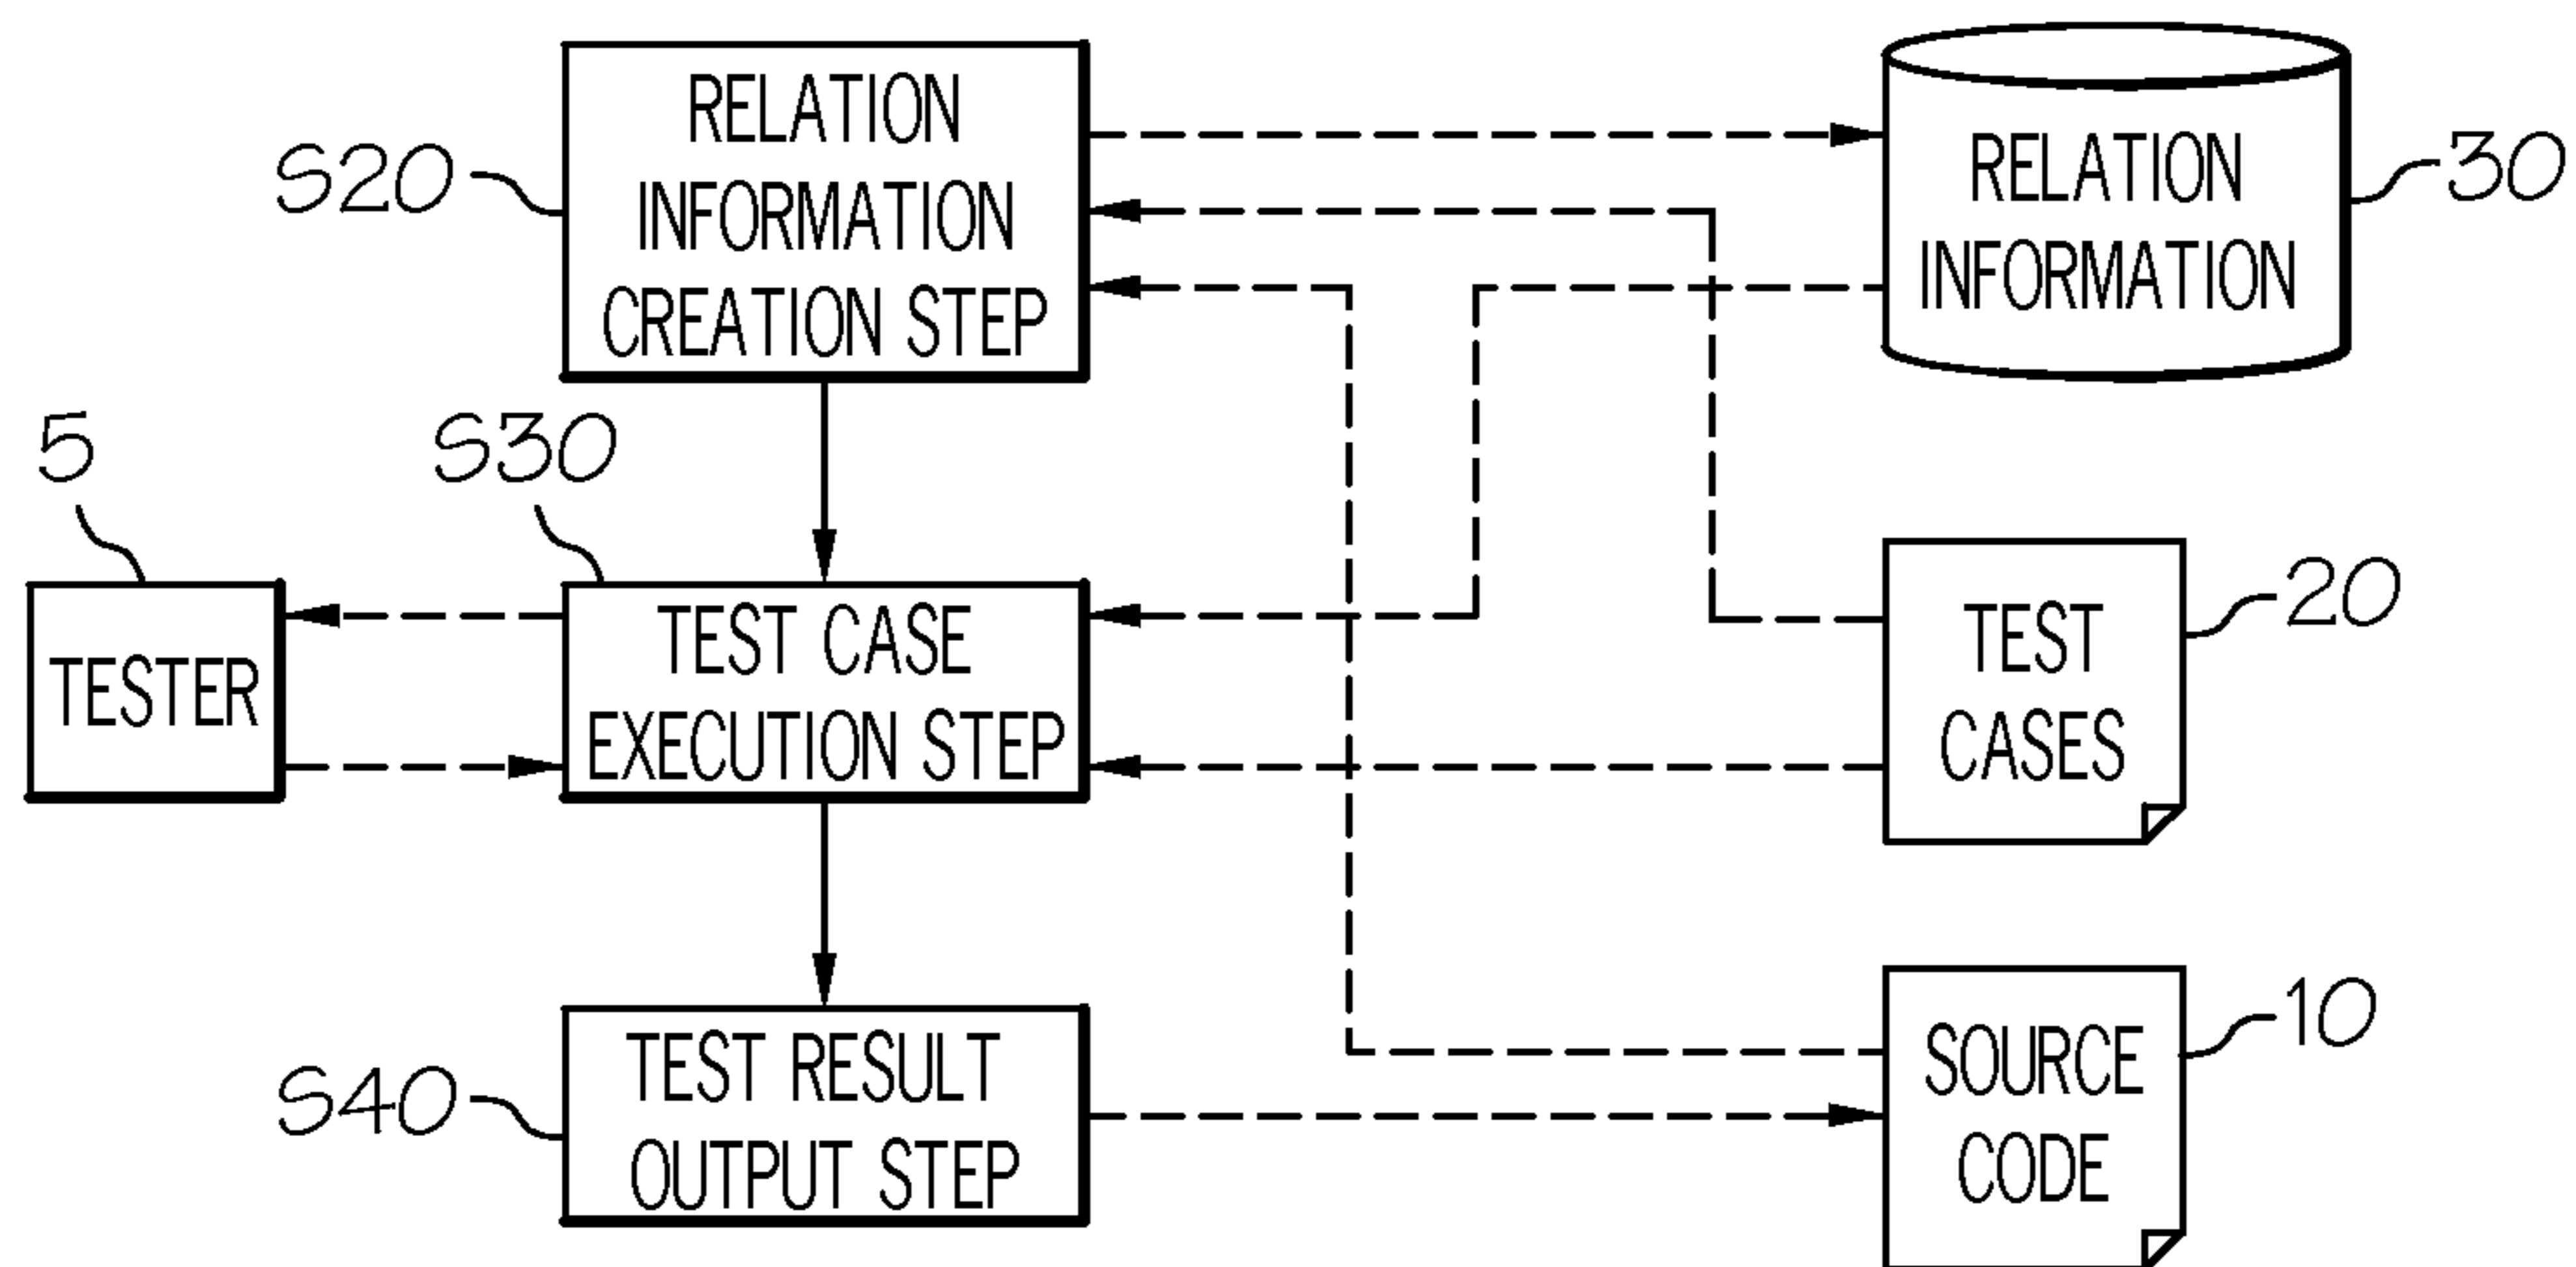 RELATION
INFORMATION
CREATION STEP
S20
RELATION
INFORMATION
30
5
TESTER
S30
TEST CASE
EXECUTION STEP
TEST
CASES
20
S40
TEST RESULT
OUTPUT STEP
SOURCE
CODE
10